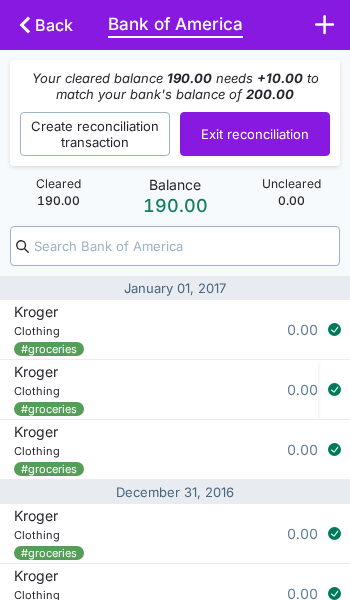 Back
Bank of America
Your cleared balance 190.00 needs +10.00 to
match your bank's balance of 200.00
Create reconciliation
transaction
Exit reconciliation
Cleared
190.00
Balance
190.00
Uncleared
0.00
Search Bank of America
January 01, 2017
Kroger
Clothing
#groceries
0.00
Kroger
Clothing
#groceries
0.00
Kroger
Clothing
#groceries
0.00
December 31, 2016
Kroger
Clothing
#groceries
0.00
Kroger
Clothing
0.00